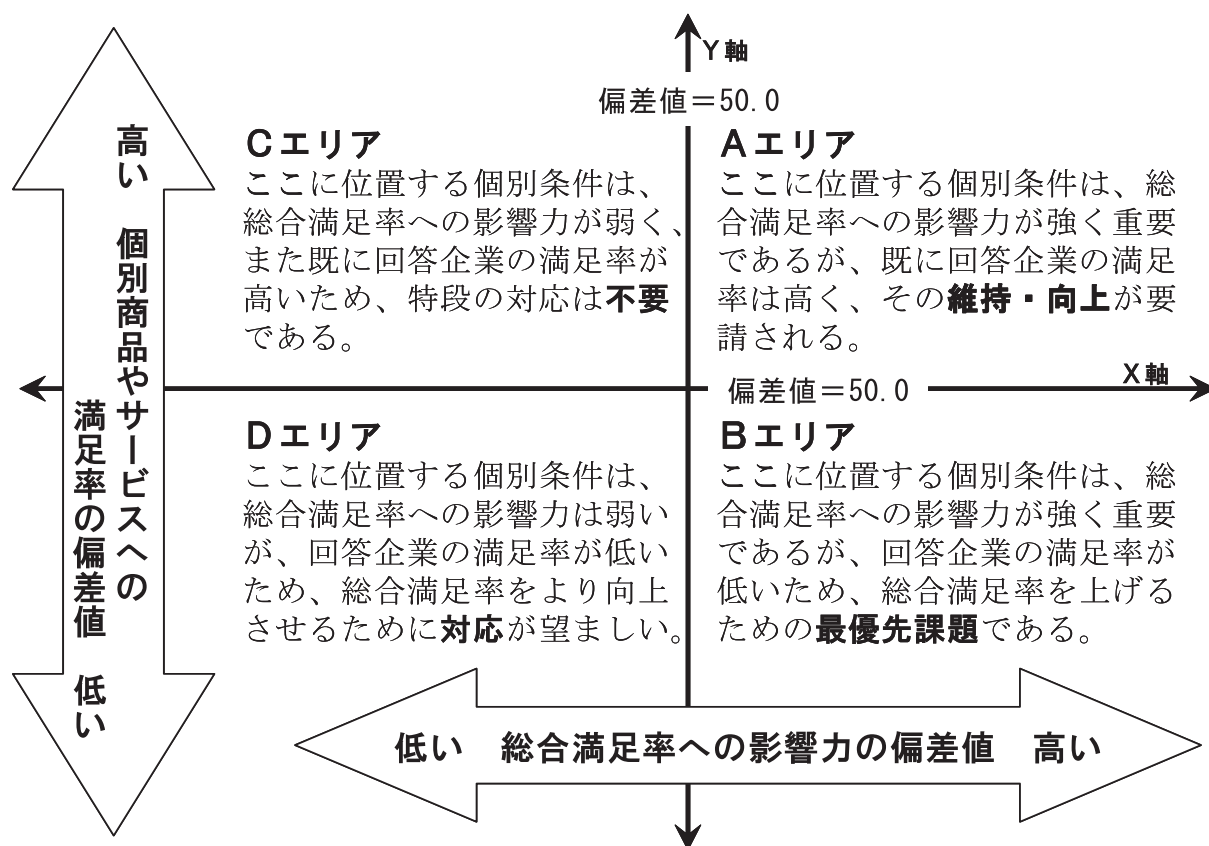 Y軸
偏差値＝50.0
Cエリア
ここに位置する個別条件は、
総合満足率への影響力が弱く、
また既に回答企業の満足率が
高いため、特段の対応は不要
である。
Aエリア
ここに位置する個別条件は、総
合満足率への影響力が強く重要
であるが、既に回答企業の満足
率は高く、その維持・向上が要
請される。
X軸
偏差値＝50.0
Dエリア
ここに位置する個別条件は、
総合満足率への影響力は弱い
が、回答企業の満足率が低い
ため、総合満足率をより向上
させるために対応が望ましい。
Bエリア
ここに位置する個別条件は、総
合満足率への影響力が強く重要
であるが、回答企業の満足率が
低いため、総合満足率を上げる
ための最優先課題である。
高い　個別商品やサービスへの
満足率の偏差値　低い
低い　総合満足率への影響力の偏差値　高い